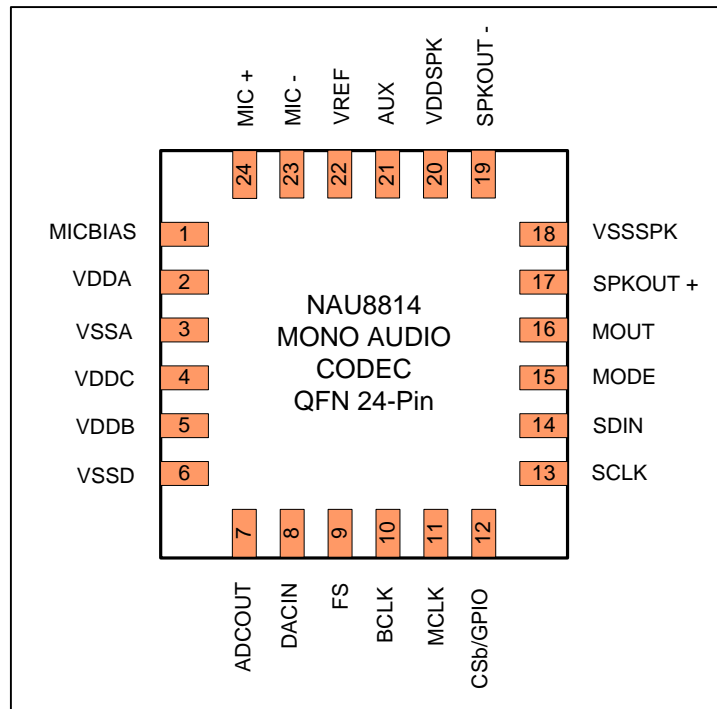 MIC +
MIC -
VREF
AUX
VDDSPK
SPKOUT -
24
23
22
21
20
19
MICBIAS 1
VDDA 2
VSSA 3
VDDC 4
VDDB 5
VSSD 6
NAU8814
MONO AUDIO
CODEC
QFN 24-Pin
18 VSSSPK
17 SPKOUT +
16 MOUT
15 MODE
14 SDIN
13 SCLK
7
8
9
10
11
12
ADCOUT
DACIN
FS
BCLK
MCLK
CSb/GPIO